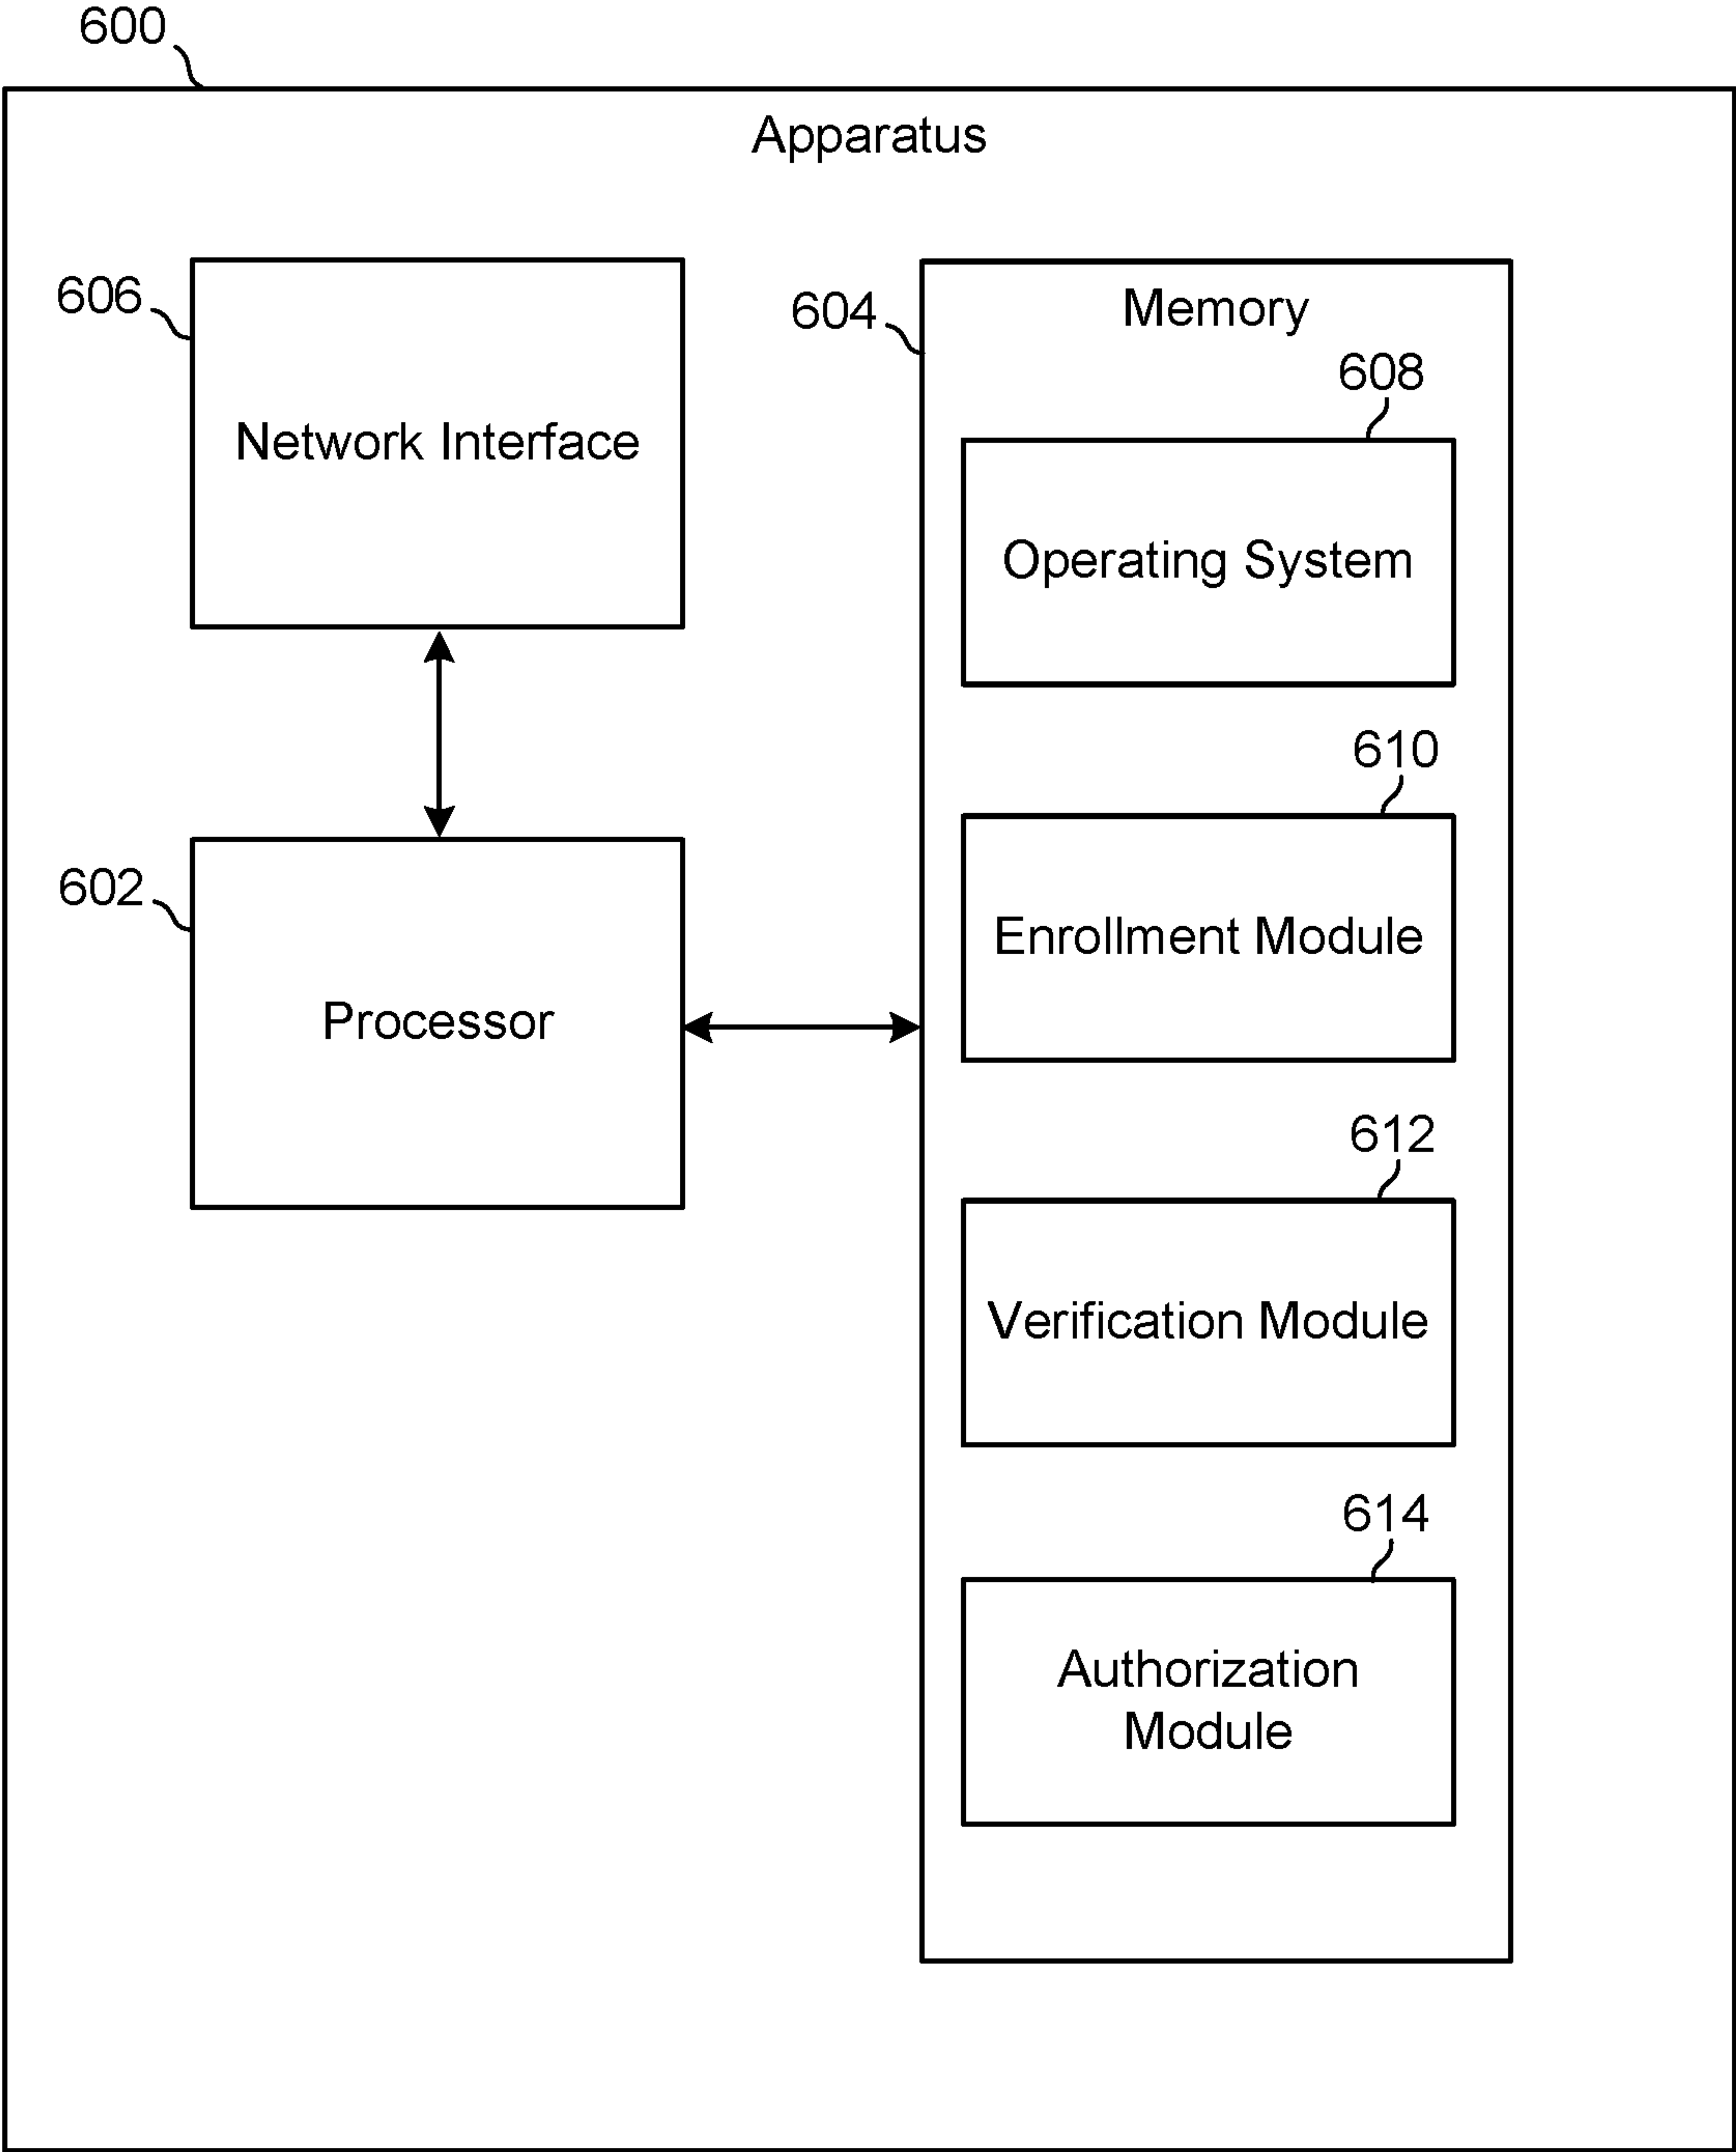 600
Apparatus
606
Network Interface
604
Memory
608
Operating System
610
Enrollment Module
602
Processor
612
Verification Module
614
Authorization
Module